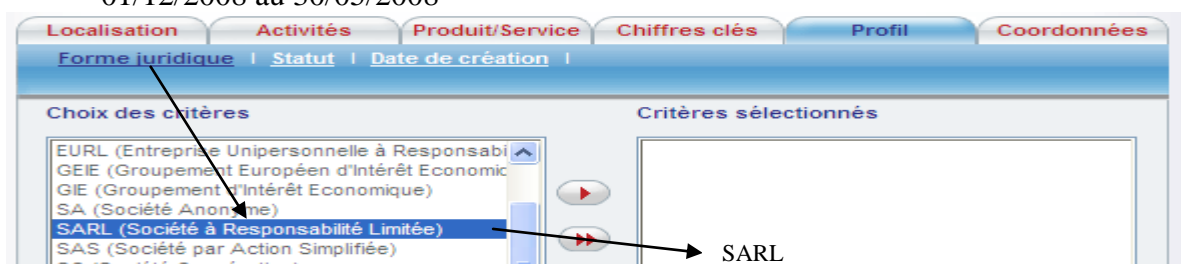 01/12/2008 au 30/05/2008
Localisation Activités Produit/Service Chiffres clés Profil Coordonnées
Forme juridique | Statut | Date de création |
Choix des critères Critères sélectionnés
EURL (Entreprise Unipersonnelle à Responsabi
GEIE (Groupement Européen d'Intérêt Economic
GIE (Groupement d'Intérêt Economique)
SA (Société Anonyme)
SARL (Société à Responsabilité Limitée)
SAS (Société par Action Simplifiée)
SARL